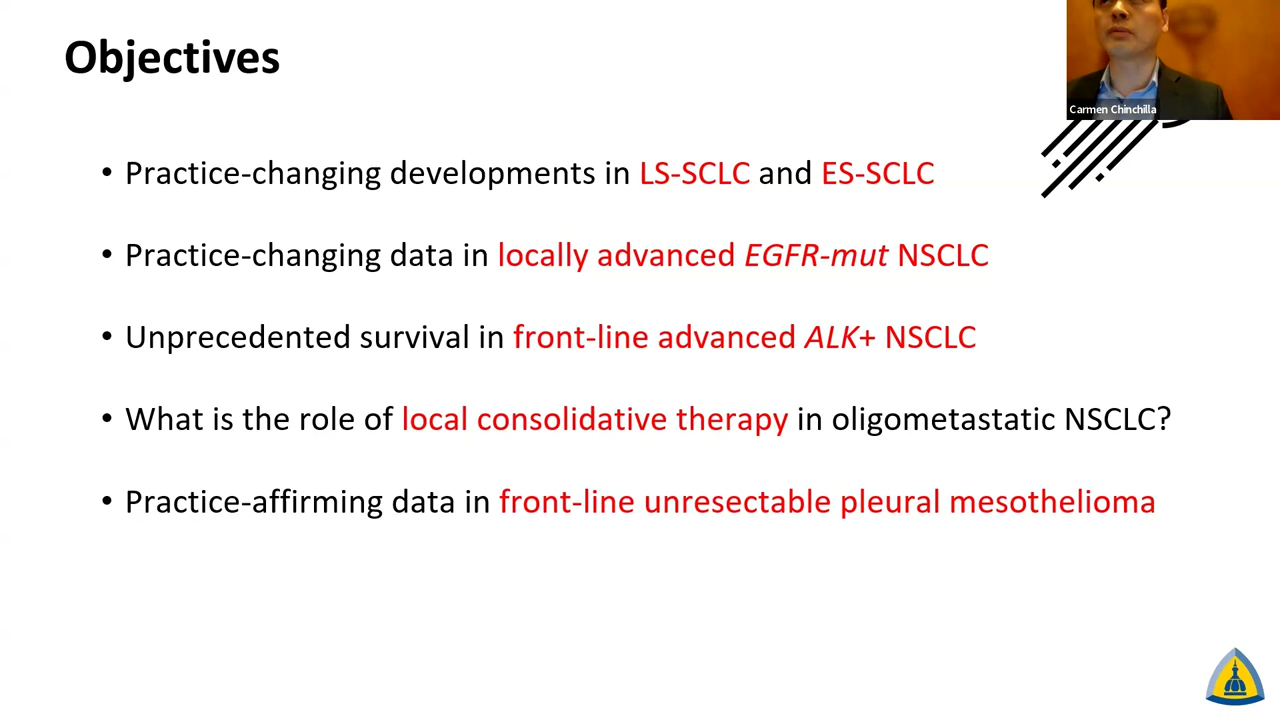 Objectives
Carmen Chinchilla
• Practice-changing developments in LS-SCLC and ES-SCLC
• Practice-changing data in locally advanced EGFR-mut NSCLC
• Unprecedented survival in front-line advanced ALK+ NSCLC
• What is the role of local consolidative therapy in oligometastatic NSCLC?
• Practice-affirming data in front-line unresectable pleural mesothelioma